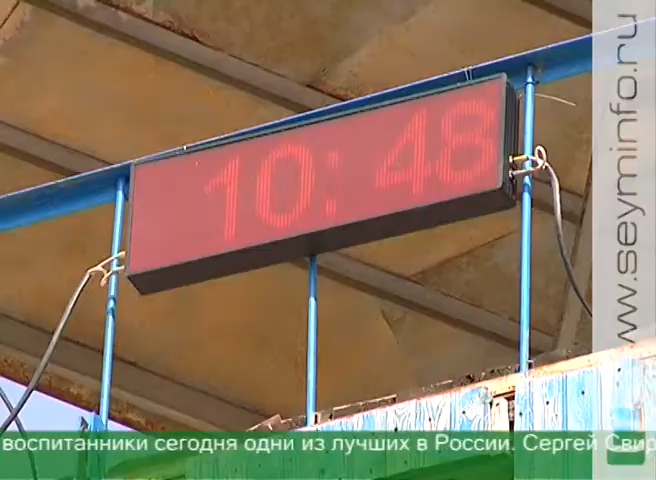 10:48
www.seyminfo.ru
воспитанники сегодня одни из лучших в России. Сергей